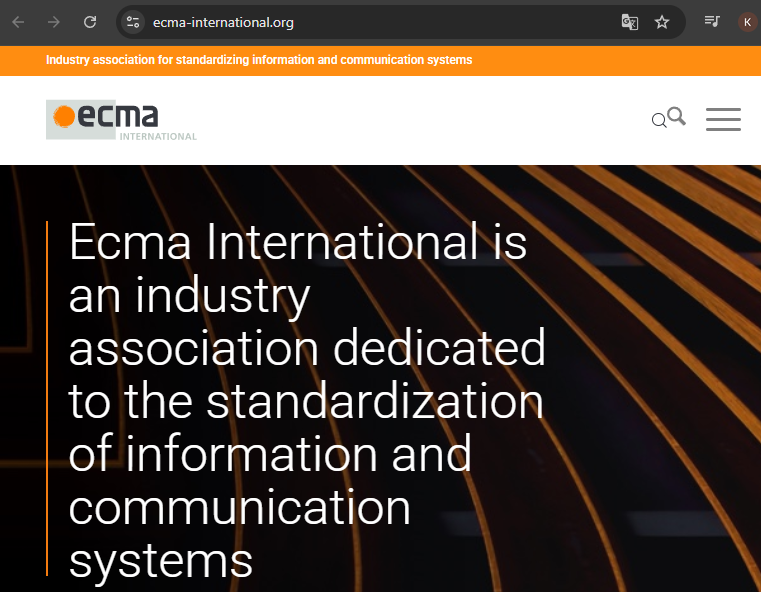 ecma-international.org
K
Industry association for standardizing information and communication systems
ecma
INTERNATIONAL
Ecma International is
an industry
association dedicated
to the standardization
of information and
communication
systems